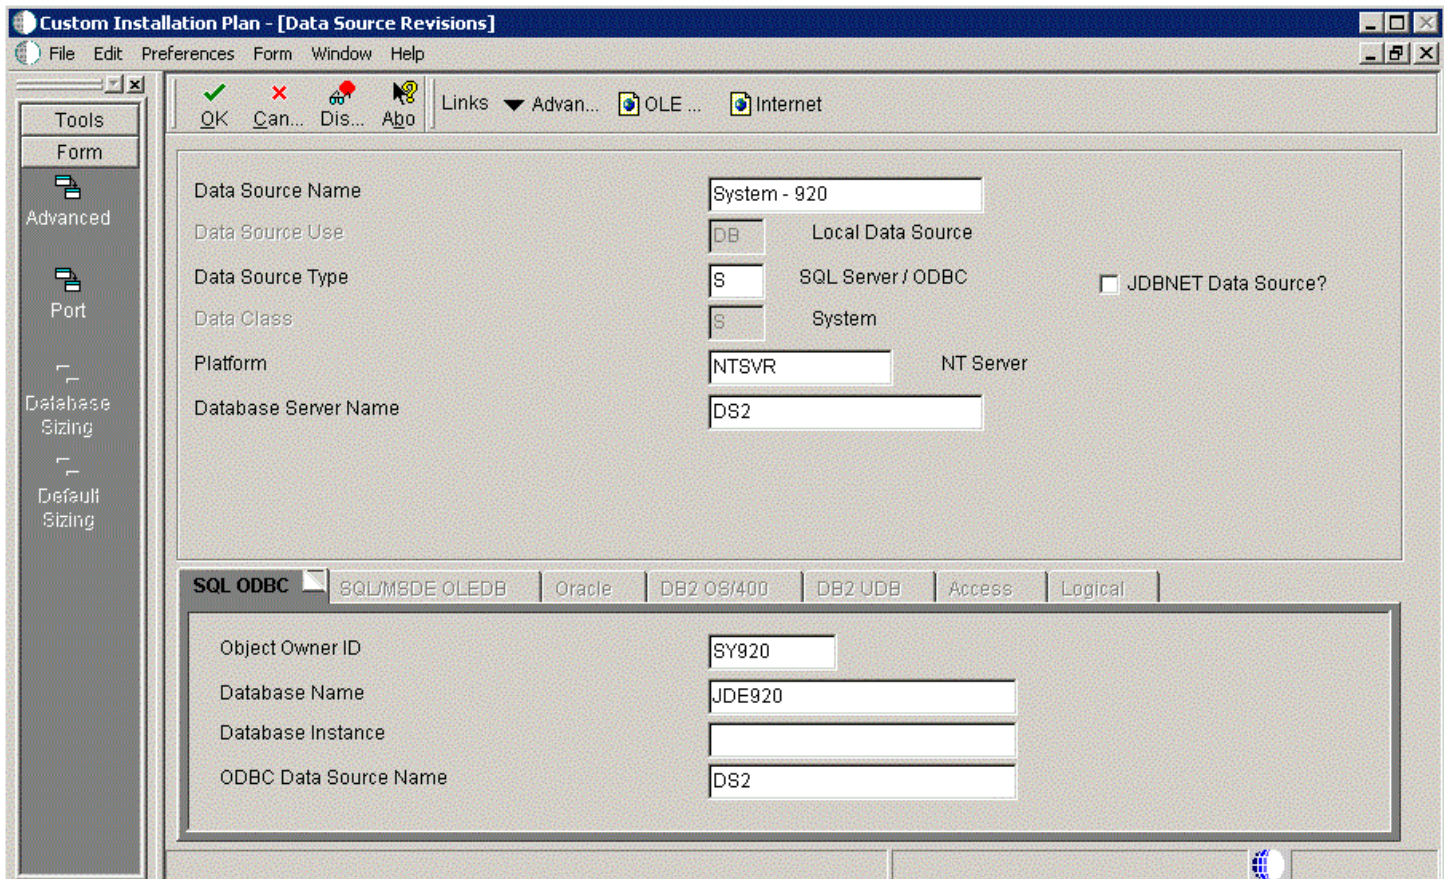 Custom Installation Plan - [Data Source Revisions]
File Edit Preferences Form Window Help
Tools
Form
Advanced
Port
Database
Sizing
Default
Sizing
OK Can... Dis... Abo Links Advan... OLE ... Internet
Data Source Name System - 920
Data Source Use DB Local Data Source
Data Source Type S SQL Server / ODBC JDBNET Data Source?
Data Class S System
Platform NTSVR NT Server
Database Server Name DS2
SQL ODBC SQL/MSDE OLEDB Oracle DB2 OS/400 DB2 UDB Access Logical
Object Owner ID SY920
Database Name JDE920
Database Instance
ODBC Data Source Name DS2